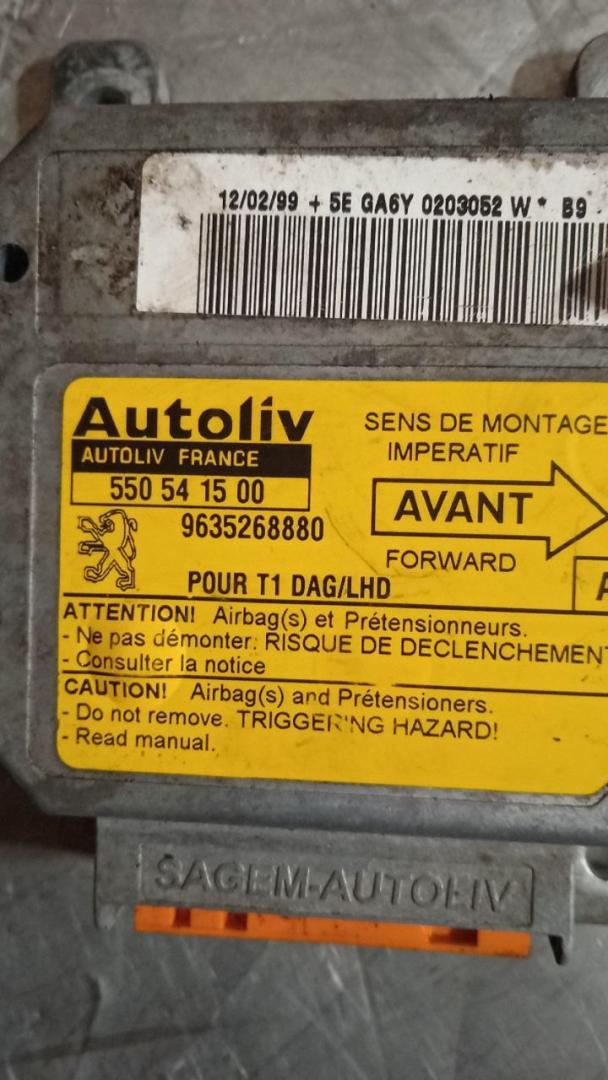 12/02/99 + 5E GA6Y 0203052 W * B9
Autoliv
AUTOLIV FRANCE
550 54 15 00
9635268880
POUR T1 DAG/LHD
SENS DE MONTAGE
IMPERATIF
AVANT
FORWARD
A
ATTENTION! Airbag(s) et Prétensionneurs.
- Ne pas démonter: RISQUE DE DECLENCHEMENT
- Consulter la notice
CAUTION! Airbag(s) and Prétensioners.
- Do not remove. TRIGGERING HAZARD!
- Read manual.
SAGEM-AUTOLIV